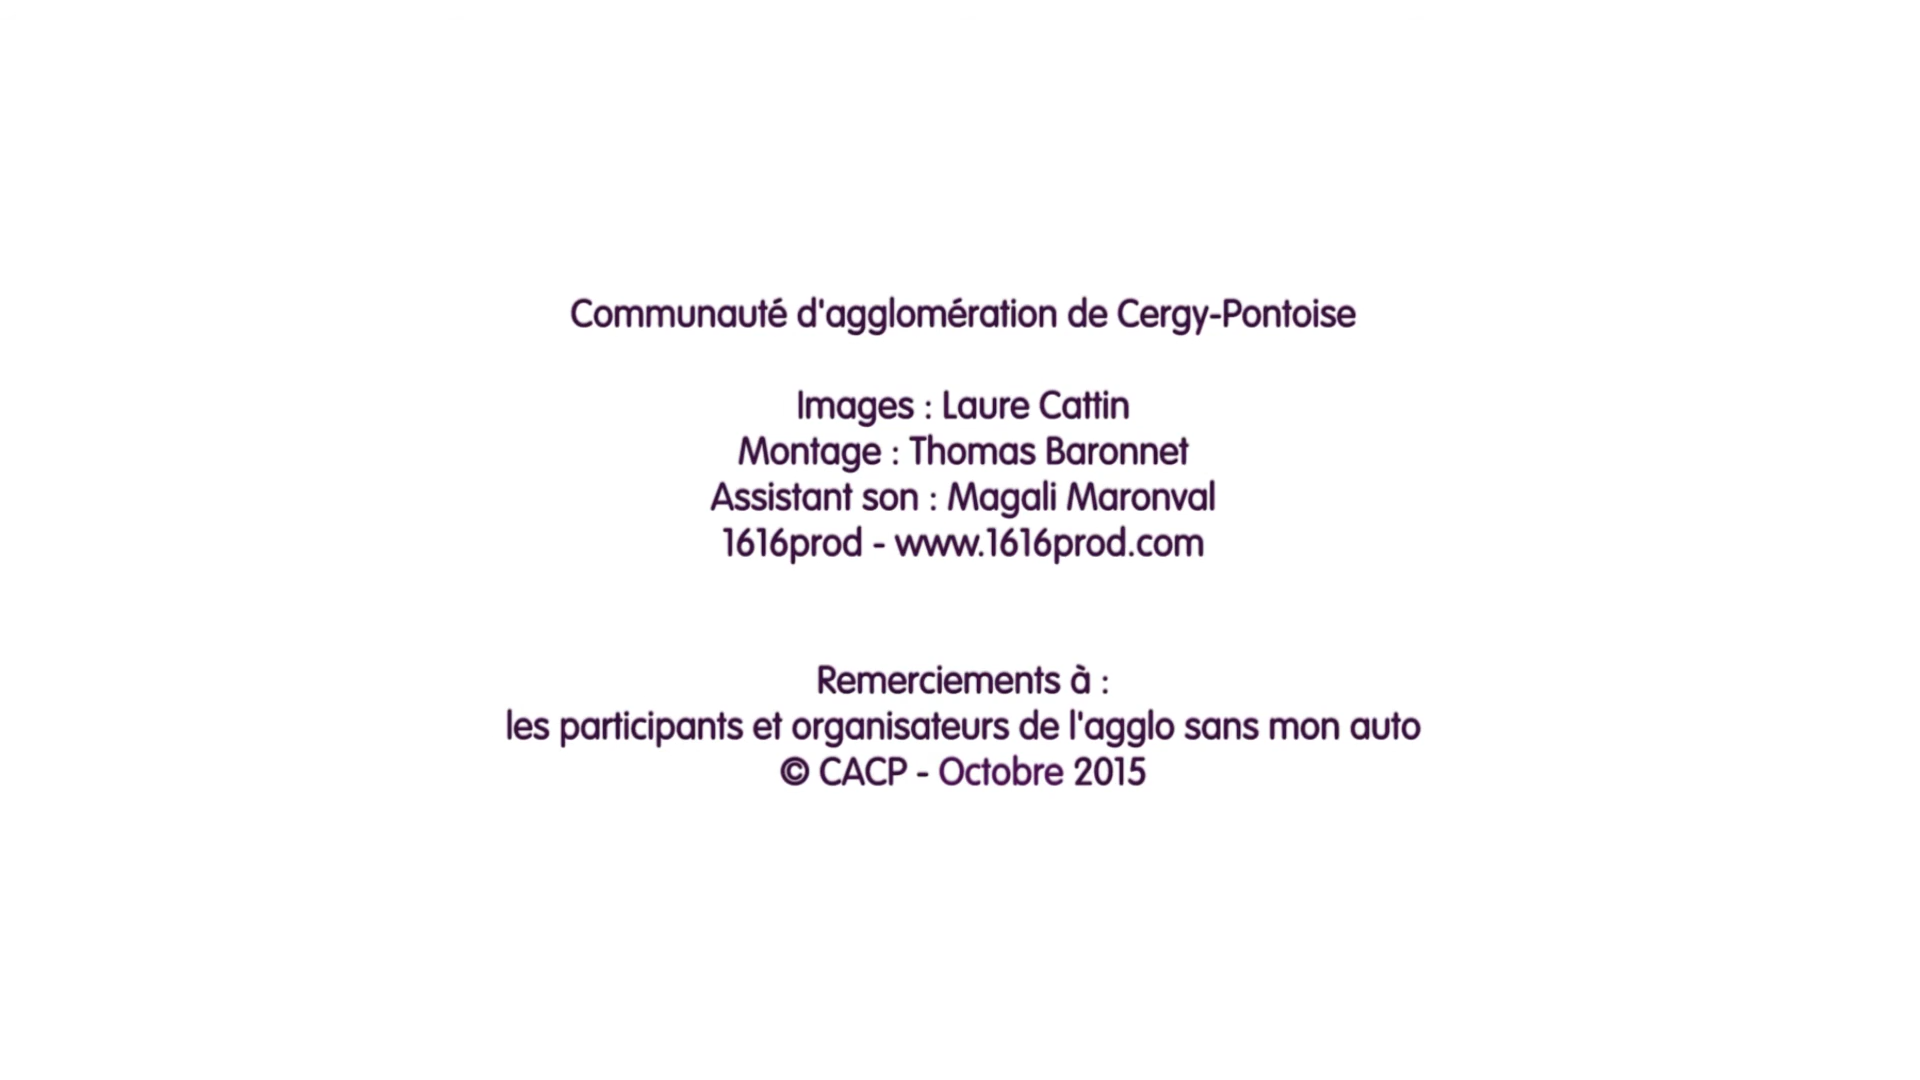 Communauté d'agglomération de Cergy-Pontoise
Images : Laure Cattin
Montage : Thomas Baronnet
Assistant son : Magali Maronval
1616prod - www.1616prod.com
Remerciements à :
les participants et organisateurs de l'agglo sans mon auto
© CACP - Octobre 2015